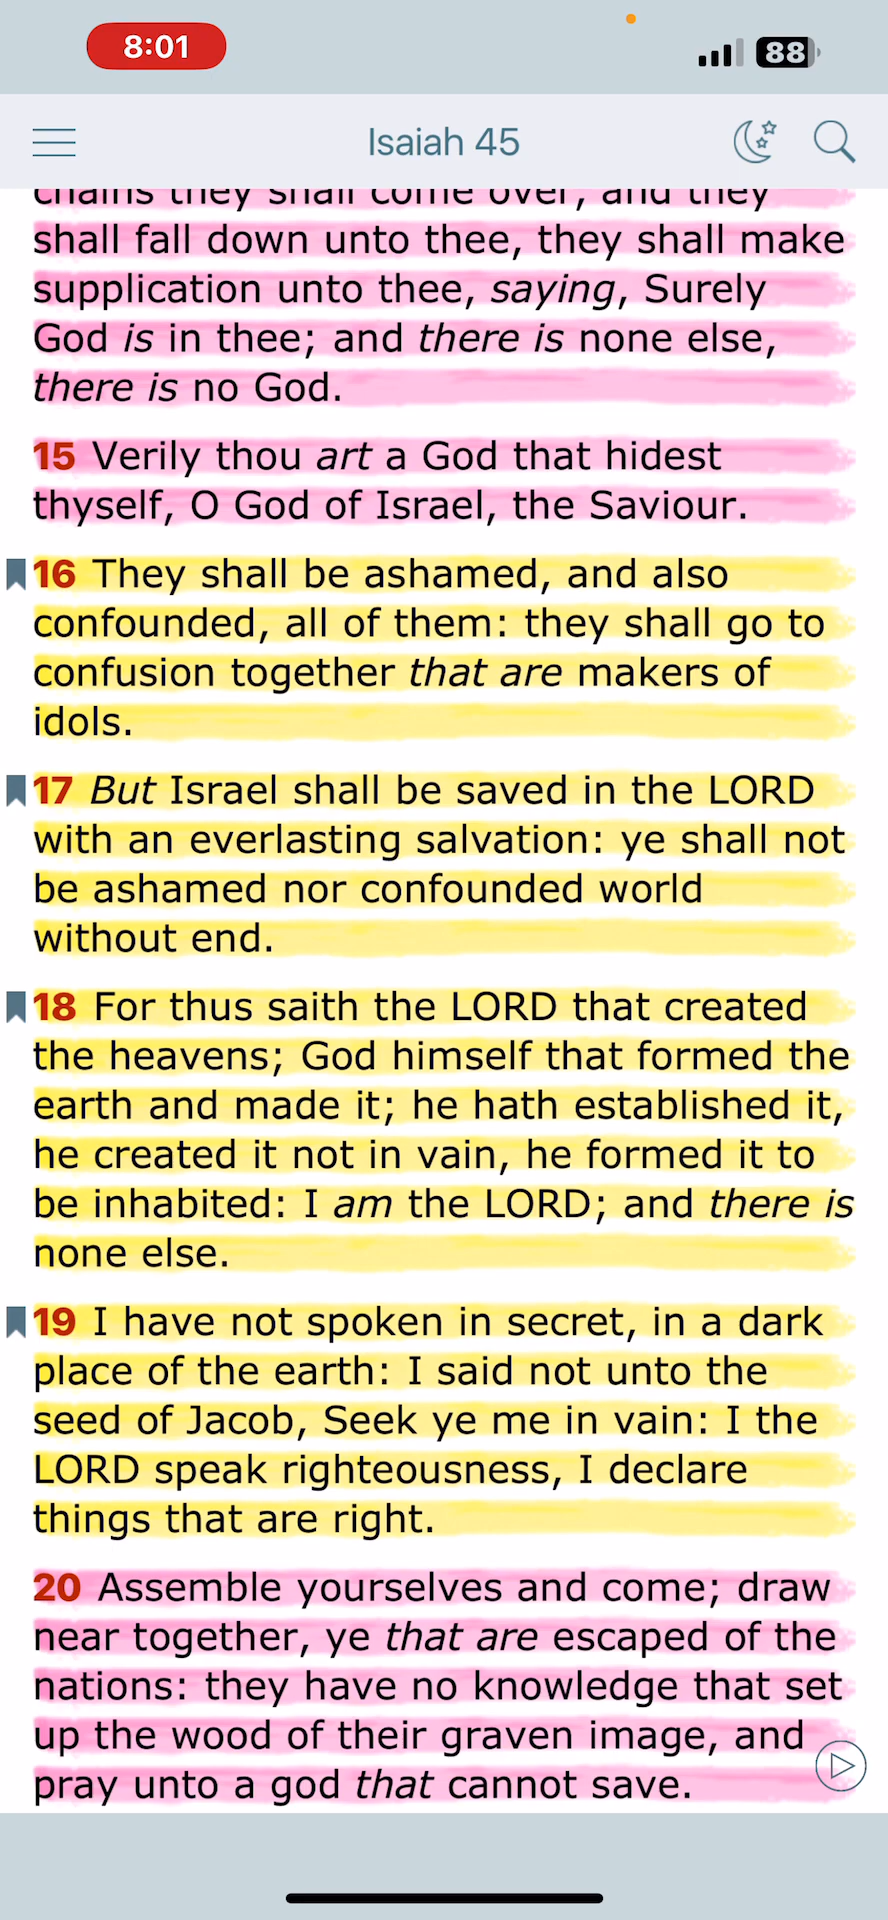 8:01
88
Isaiah 45
chains they shall come over, and they
shall fall down unto thee, they shall make
supplication unto thee, saying, Surely
God is in thee; and there is none else,
there is no God.
15 Verily thou art a God that hidest
thyself, O God of Israel, the Saviour.
16 They shall be ashamed, and also
confounded, all of them: they shall go to
confusion together that are makers of
idols.
17 But Israel shall be saved in the LORD
with an everlasting salvation: ye shall not
be ashamed nor confounded world
without end.
18 For thus saith the LORD that created
the heavens; God himself that formed the
earth and made it; he hath established it,
he created it not in vain, he formed it to
be inhabited: I am the LORD; and there is
none else.
19 I have not spoken in secret, in a dark
place of the earth: I said not unto the
seed of Jacob, Seek ye me in vain: I the
LORD speak righteousness, I declare
things that are right.
20 Assemble yourselves and come; draw
near together, ye that are escaped of the
nations: they have no knowledge that set
up the wood of their graven image, and
pray unto a god that cannot save.